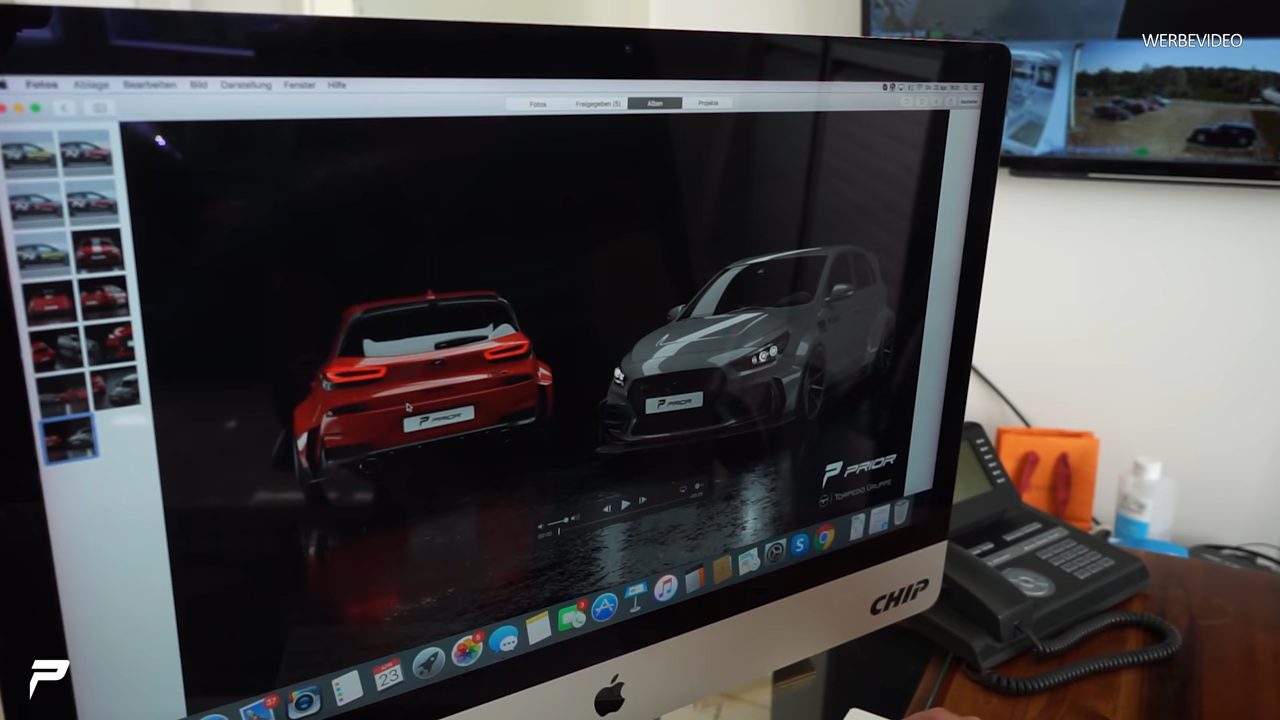 WERBEVIDEO
Fotos Ablage Bearbeiten Bild Darstellung Fenster Hilfe
Fotos Freigegeben (5) Alben Projekte
PRIOR
PRIOR
PRIOR
TORPEDO GRUPPE
23
CHIP